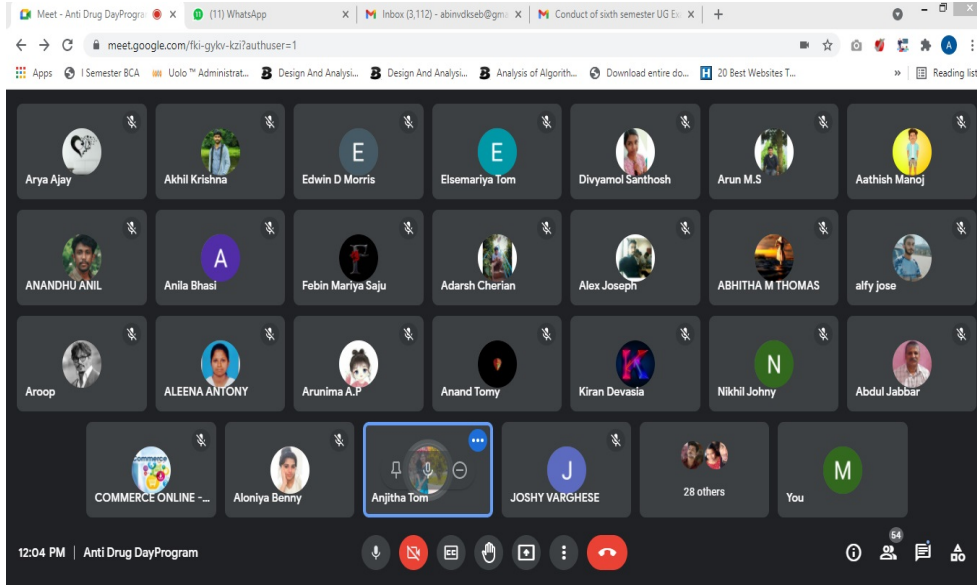 Meet - Anti Drug DayProgra
(11) WhatsApp
Inbox (3,112) - abinvdkseb@gma
Conduct of sixth semester UG Ex
meet.google.com/fki-gykv-kzi?authuser=1
A
Apps
I Semester BCA
Uolo ™ Administrat...
Design And Analysi...
Design And Analysi...
Analysis of Algorith...
Download entire do...
20 Best Websites T...
»
Reading list
Arya Ajay
Akhil Krishna
E
Edwin D Morris
E
Elsemariya Tom
Divyamol Santhosh
Arun M.S
Aathish Manoj
ANANDHU ANIL
A
Anila Bhasi
Febin Mariya Saju
Adarsh Cherian
Alex Joseph
ABHITHA M THOMAS
alfy jose
Aroop
ALEENA ANTONY
Arunima A.P
Anand Tomy
K
Kiran Devasia
N
Nikhil Johny
Abdul Jabbar
Commerce
COMMERCE ONLINE -...
Aloniya Benny
Anjitha Tom
J
JOSHY VARGHESE
28 others
M
You
12:04 PM | Anti Drug DayProgram
CC
54